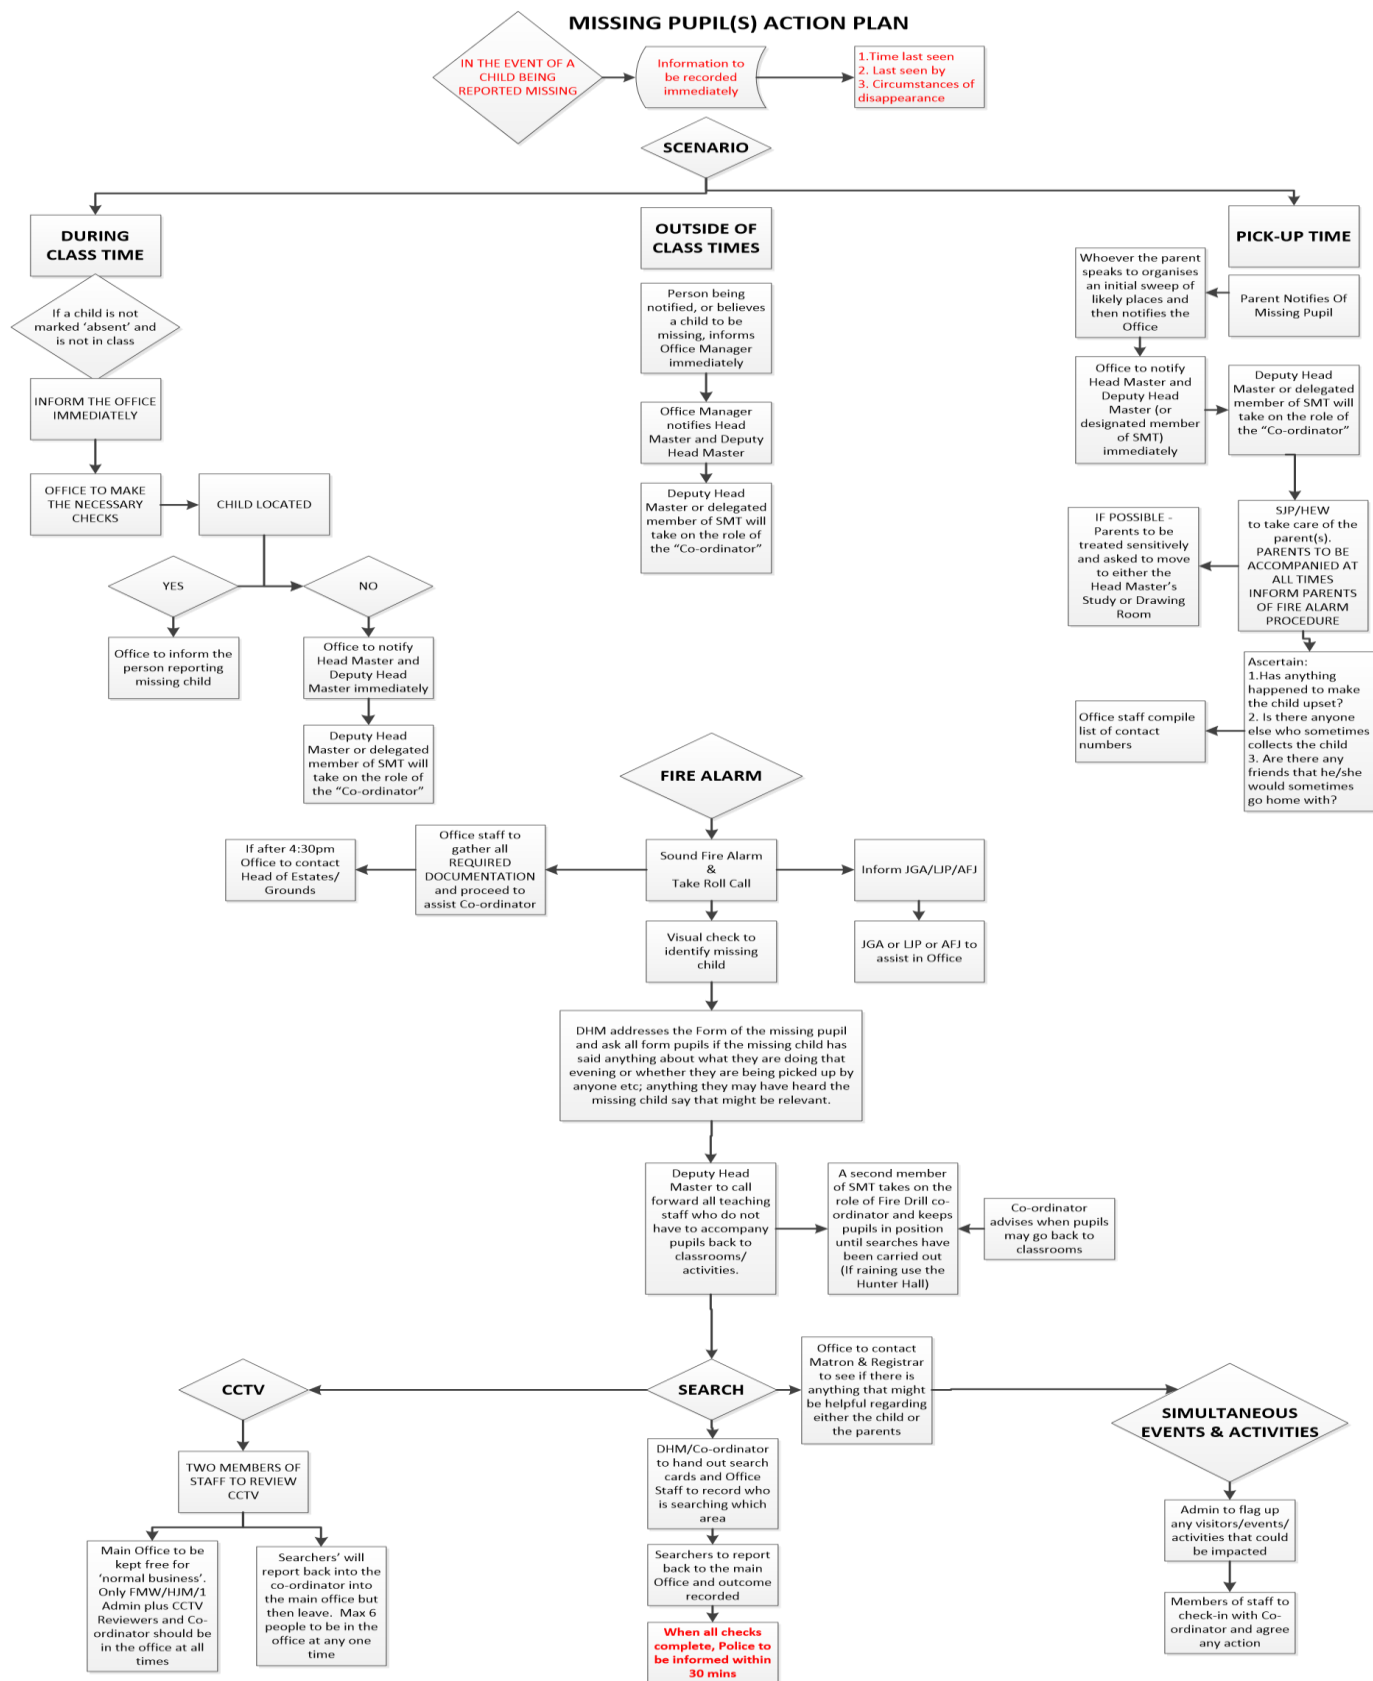 MISSING PUPIL(S) ACTION PLAN
IN THE EVENT OF A
CHILD BEING
REPORTED MISSING
Information to
be recorded
immediately
1.Time last seen
2. Last seen by
3. Circumstances of
disappearance
SCENARIO
DURING
CLASS TIME
If a child is not
marked ‘absent’ and
is not in class
INFORM THE OFFICE
IMMEDIATELY
OFFICE TO MAKE
THE NECESSARY
CHECKS
CHILD LOCATED
YES
NO
Office to inform the
person reporting
missing child
Office to notify
Head Master and
Deputy Head
Master immediately
Deputy Head
Master or delegated
member of SMT will
take on the role of
the “Co-ordinator”
OUTSIDE OF
CLASS TIMES
Person being
notified, or believes
a child to be
missing, informs
Office Manager
immediately
Office Manager
notifies Head
Master and Deputy
Head Master
Deputy Head
Master or delegated
member of SMT will
take on the role of
the “Co-ordinator”
PICK-UP TIME
Parent Notifies Of
Missing Pupil
Whoever the parent
speaks to organises
an initial sweep of
likely places and
then notifies the
Office
Office to notify
Head Master and
Deputy Head
Master (or
designated member
of SMT)
immediately
Deputy Head
Master or delegated
member of SMT will
take on the role of
the “Co-ordinator”
SJP/HEW
to take care of the
parent(s).
PARENTS TO BE
ACCOMPANIED AT
ALL TIMES
INFORM PARENTS
OF FIRE ALARM
PROCEDURE
IF POSSIBLE -
Parents to be
treated sensitively
and asked to move
to either the
Head Master’s
Study or Drawing
Room
Ascertain:
1.Has anything
happened to make
the child upset?
2. Is there anyone
else who sometimes
collects the child
3. Are there any
friends that he/she
would sometimes
go home with?
Office staff compile
list of contact
numbers
FIRE ALARM
Sound Fire Alarm
&
Take Roll Call
Office staff to
gather all
REQUIRED
DOCUMENTATION
and proceed to
assist Co-ordinator
If after 4:30pm
Office to contact
Head of Estates/
Grounds
Inform JGA/LJP/AFJ
JGA or LJP or AFJ to
assist in Office
Visual check to
identify missing
child
DHM addresses the Form of the missing pupil
and ask all form pupils if the missing child has
said anything about what they are doing that
evening or whether they are being picked up by
anyone etc; anything they may have heard the
missing child say that might be relevant.
Deputy Head
Master to call
forward all teaching
staff who do not
have to accompany
pupils back to
classrooms/
activities.
A second member
of SMT takes on the
role of Fire Drill co-
ordinator and keeps
pupils in position
until searches have
been carried out
(If raining use the
Hunter Hall)
Co-ordinator
advises when pupils
may go back to
classrooms
CCTV
SEARCH
Office to contact
Matron & Registrar
to see if there is
anything that might
be helpful regarding
either the child or
the parents
SIMULTANEOUS
EVENTS & ACTIVITIES
TWO MEMBERS OF
STAFF TO REVIEW
CCTV
Main Office to be
kept free for
‘normal business’.
Only FMW/HJM/1
Admin plus CCTV
Reviewers and Co-
ordinator should be
in the office at all
times
Searchers’ will
report back into the
co-ordinator into
the main office but
then leave. Max 6
people to be in the
office at any one
time
DHM/Co-ordinator
to hand out search
cards and Office
Staff to record who
is searching which
area
Searchers to report
back to the main
Office and outcome
recorded
When all checks
complete, Police to
be informed within
30 mins
Admin to flag up
any visitors/events/
activities that could
be impacted
Members of staff to
check-in with Co-
ordinator and agree
any action